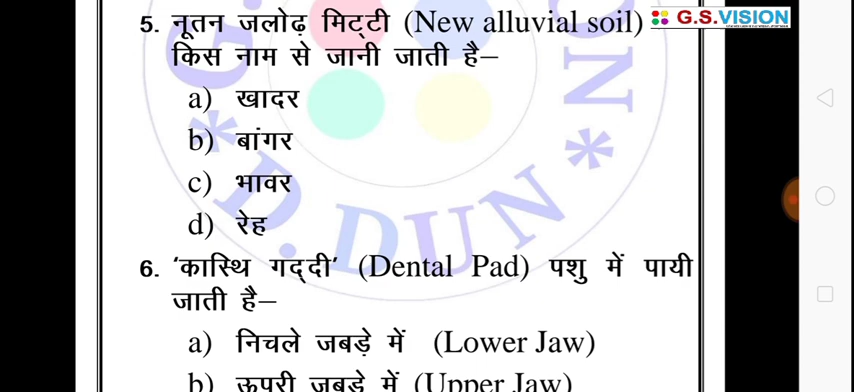 G.S.VISION
5. नूतन जलोढ़ मिट्टी (New alluvial soil)
किस नाम से जानी जाती है–
a) खादर
b) बांगर
c) भावर
d) रेह
6. 'कास्थि गद्दी' (Dental Pad) पशु में पायी
जाती है–
a) निचले जबड़े में (Lower Jaw)
b) ऊपरी जबड़े में (Upper Jaw)
* D.DUN *